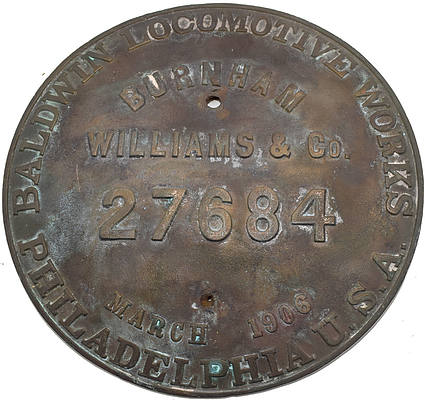 BALDWIN LOCOMOTIVE WORKS
BURNHAM
WILLIAMS & Co.
27684
MARCH 1906
PHILADELPHIA U.S.A.